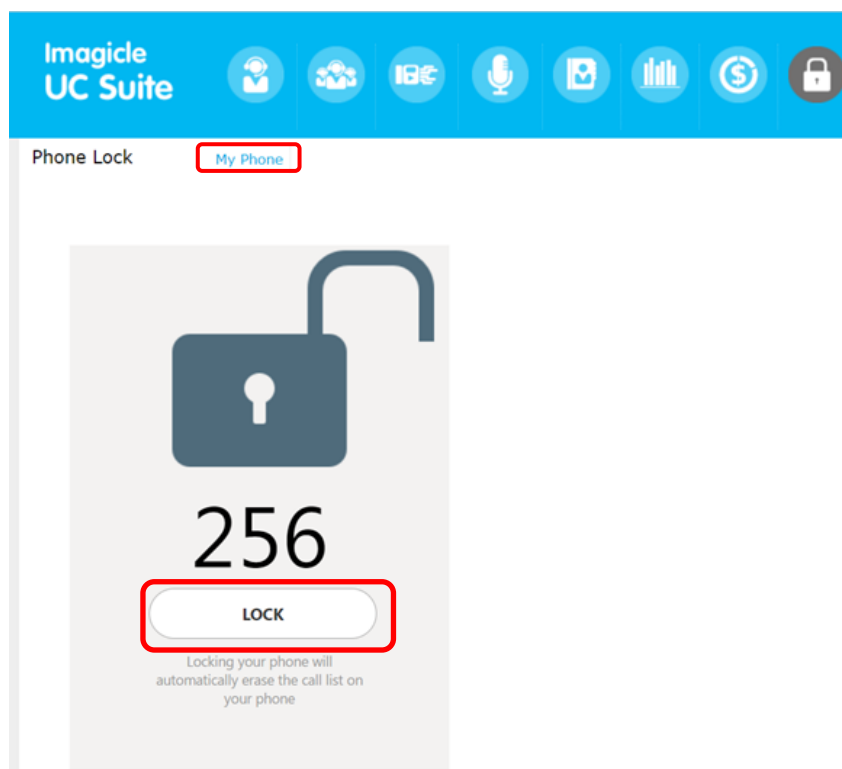 Imagicle
UC Suite
Phone Lock
My Phone
256
LOCK
Locking your phone will
automatically erase the call list on
your phone